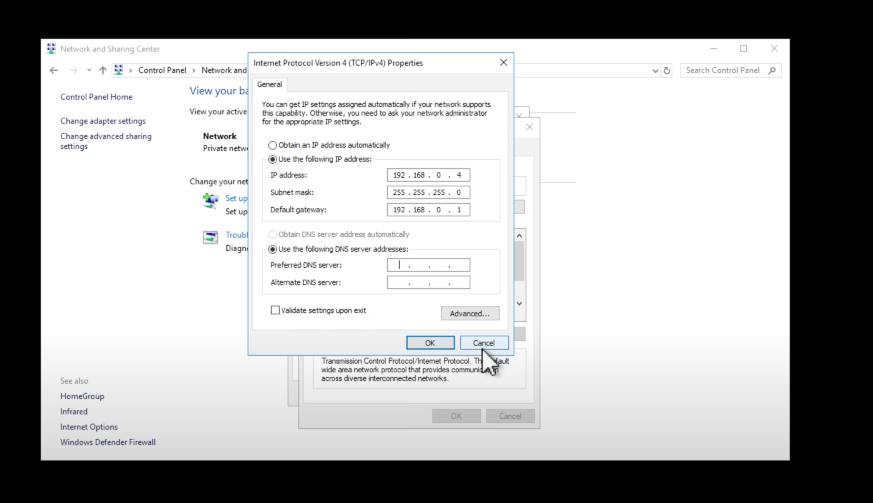 Network and Sharing Center
Control Panel > Network and
Search Control Panel
Control Panel Home
Change adapter settings
Change advanced sharing
settings
See also
HomeGroup
Infrared
Internet Options
Windows Defender Firewall
View your ba
View your active
Network
Private netw
Change your net
Set up
Set up
Troubl
Diagn
Internet Protocol Version 4 (TCP/IPv4) Properties
General
You can get IP settings assigned automatically if your network supports
this capability. Otherwise, you need to ask your network administrator
for the appropriate IP settings.
Obtain an IP address automatically
Use the following IP address:
IP address: 192 . 168 . 0 . 4
Subnet mask: 255 . 255 . 255 . 0
Default gateway: 192 . 168 . 0 . 1
Obtain DNS server address automatically
Use the following DNS server addresses:
Preferred DNS server: . . .
Alternate DNS server: . . .
Validate settings upon exit
Advanced...
OK Cancel
Transmission Control Protocol/Internet Protocol. Th
wide area network protocol that provides
across diverse interconnected networks.
OK Cancel